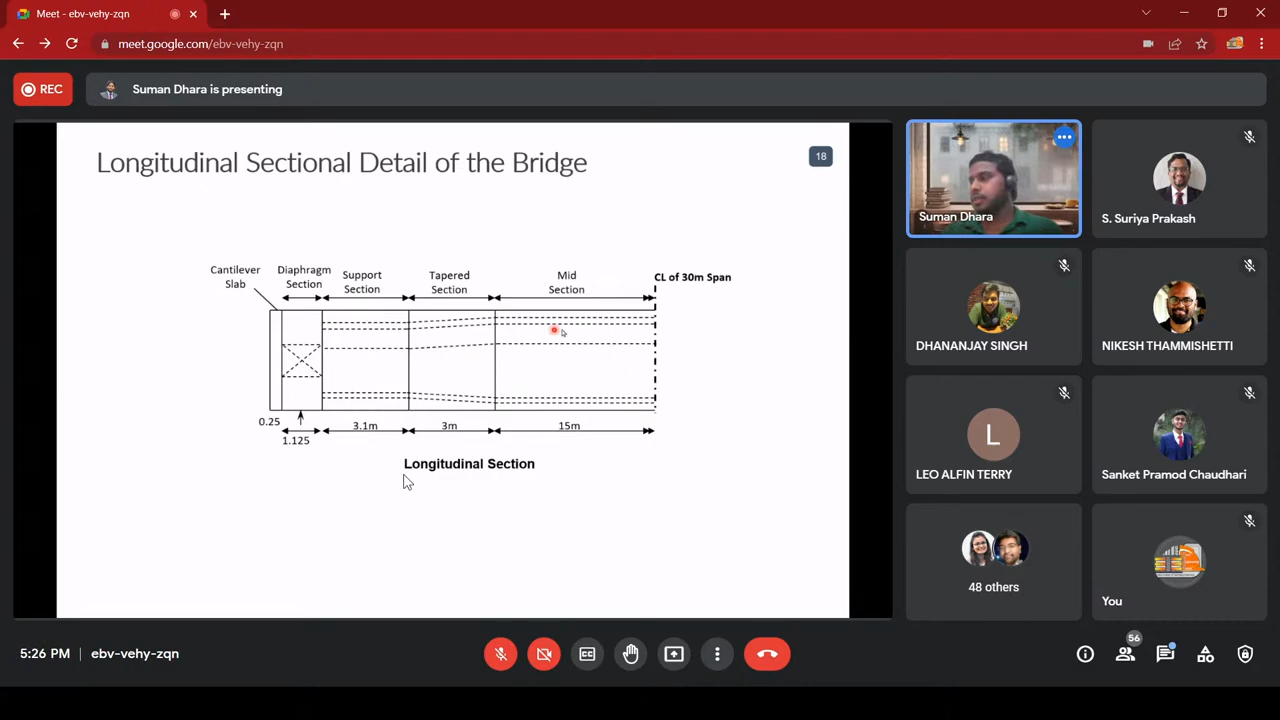 Meet - ebv-vehy-zqn
meet.google.com/ebv-vehy-zqn
REC
Suman Dhara is presenting
Longitudinal Sectional Detail of the Bridge
18
Cantilever
Slab
Diaphragm
Section
Support
Section
Tapered
Section
Mid
Section
CL of 30m Span
0.25
1.125
3.1m
3m
15m
Longitudinal Section
Suman Dhara
S. Suriya Prakash
DHANANJAY SINGH
NIKESH THAMMISHETTI
L
LEO ALFIN TERRY
Sanket Pramod Chaudhari
48 others
You
5:26 PM
ebv-vehy-zqn
56